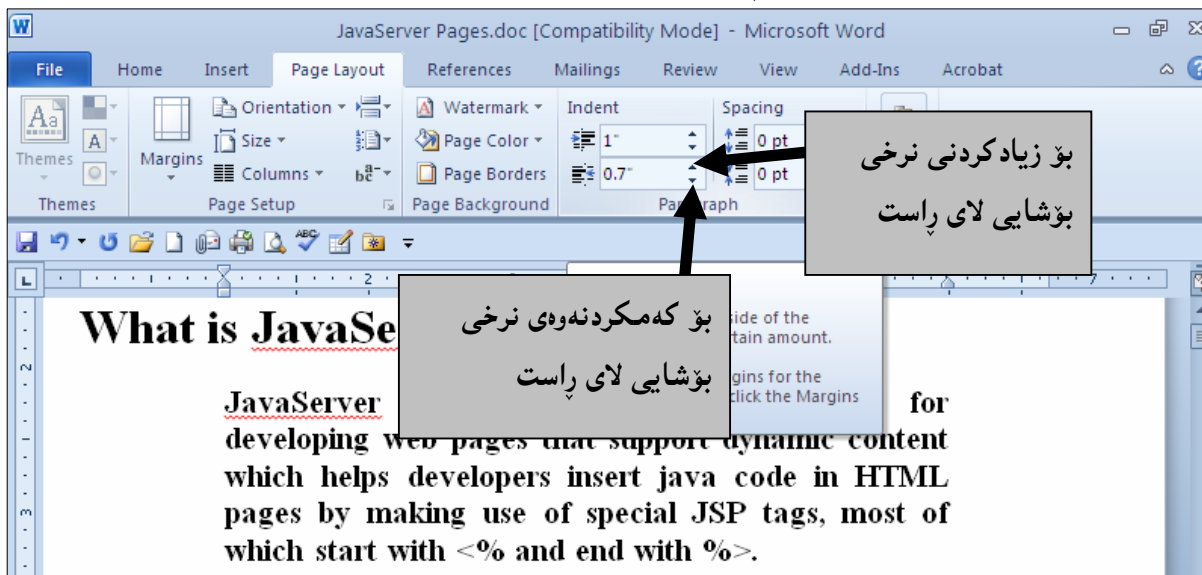 JavaServer Pages.doc [Compatibility Mode] - Microsoft Word
File Home Insert Page Layout References Mailings Review View Add-Ins Acrobat
Themes
Margins
Orientation
Size
Columns
Watermark
Page Color
Page Borders
Indent
1"
0.7"
Spacing
0 pt
0 pt
Themes Page Setup Page Background Paragraph
بۆ زیادکردنی نرخی
بۆشایی لای ڕاست
بۆ کەمکردنەوەی نرخی
بۆشایی لای ڕاست
side of the
tain amount.
gins for the
click the Margins
What is JavaSe
JavaServer for
developing web pages that support dynamic content
which helps developers insert java code in HTML
pages by making use of special JSP tags, most of
which start with <% and end with %>.